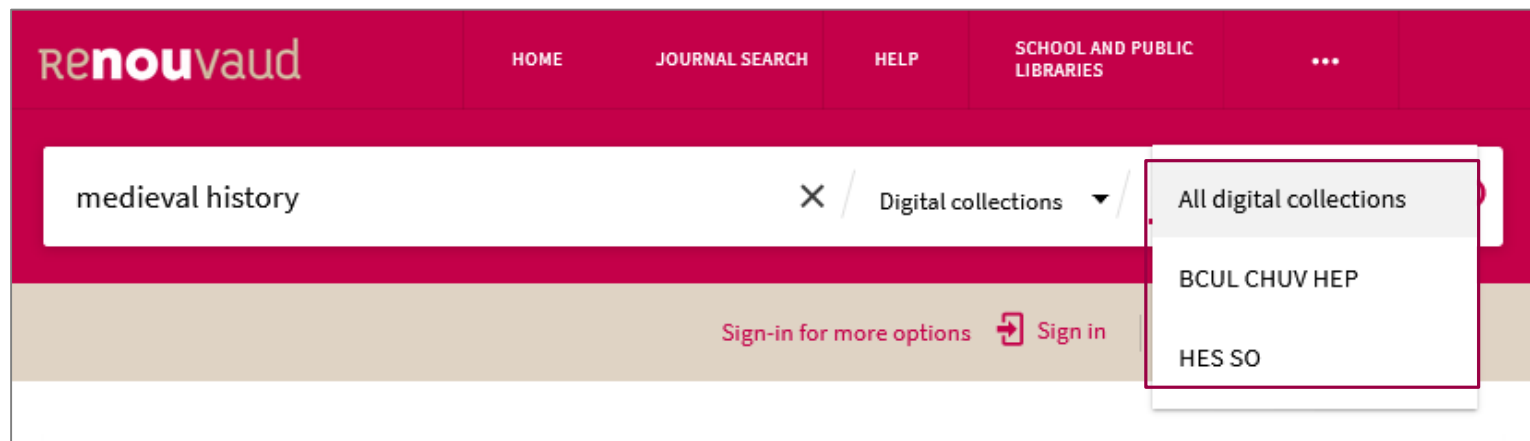 Renouvaud
HOME
JOURNAL SEARCH
HELP
SCHOOL AND PUBLIC
LIBRARIES
•••
medieval history
Digital collections
All digital collections
BCUL CHUV HEP
HES SO
Sign-in for more options
Sign in